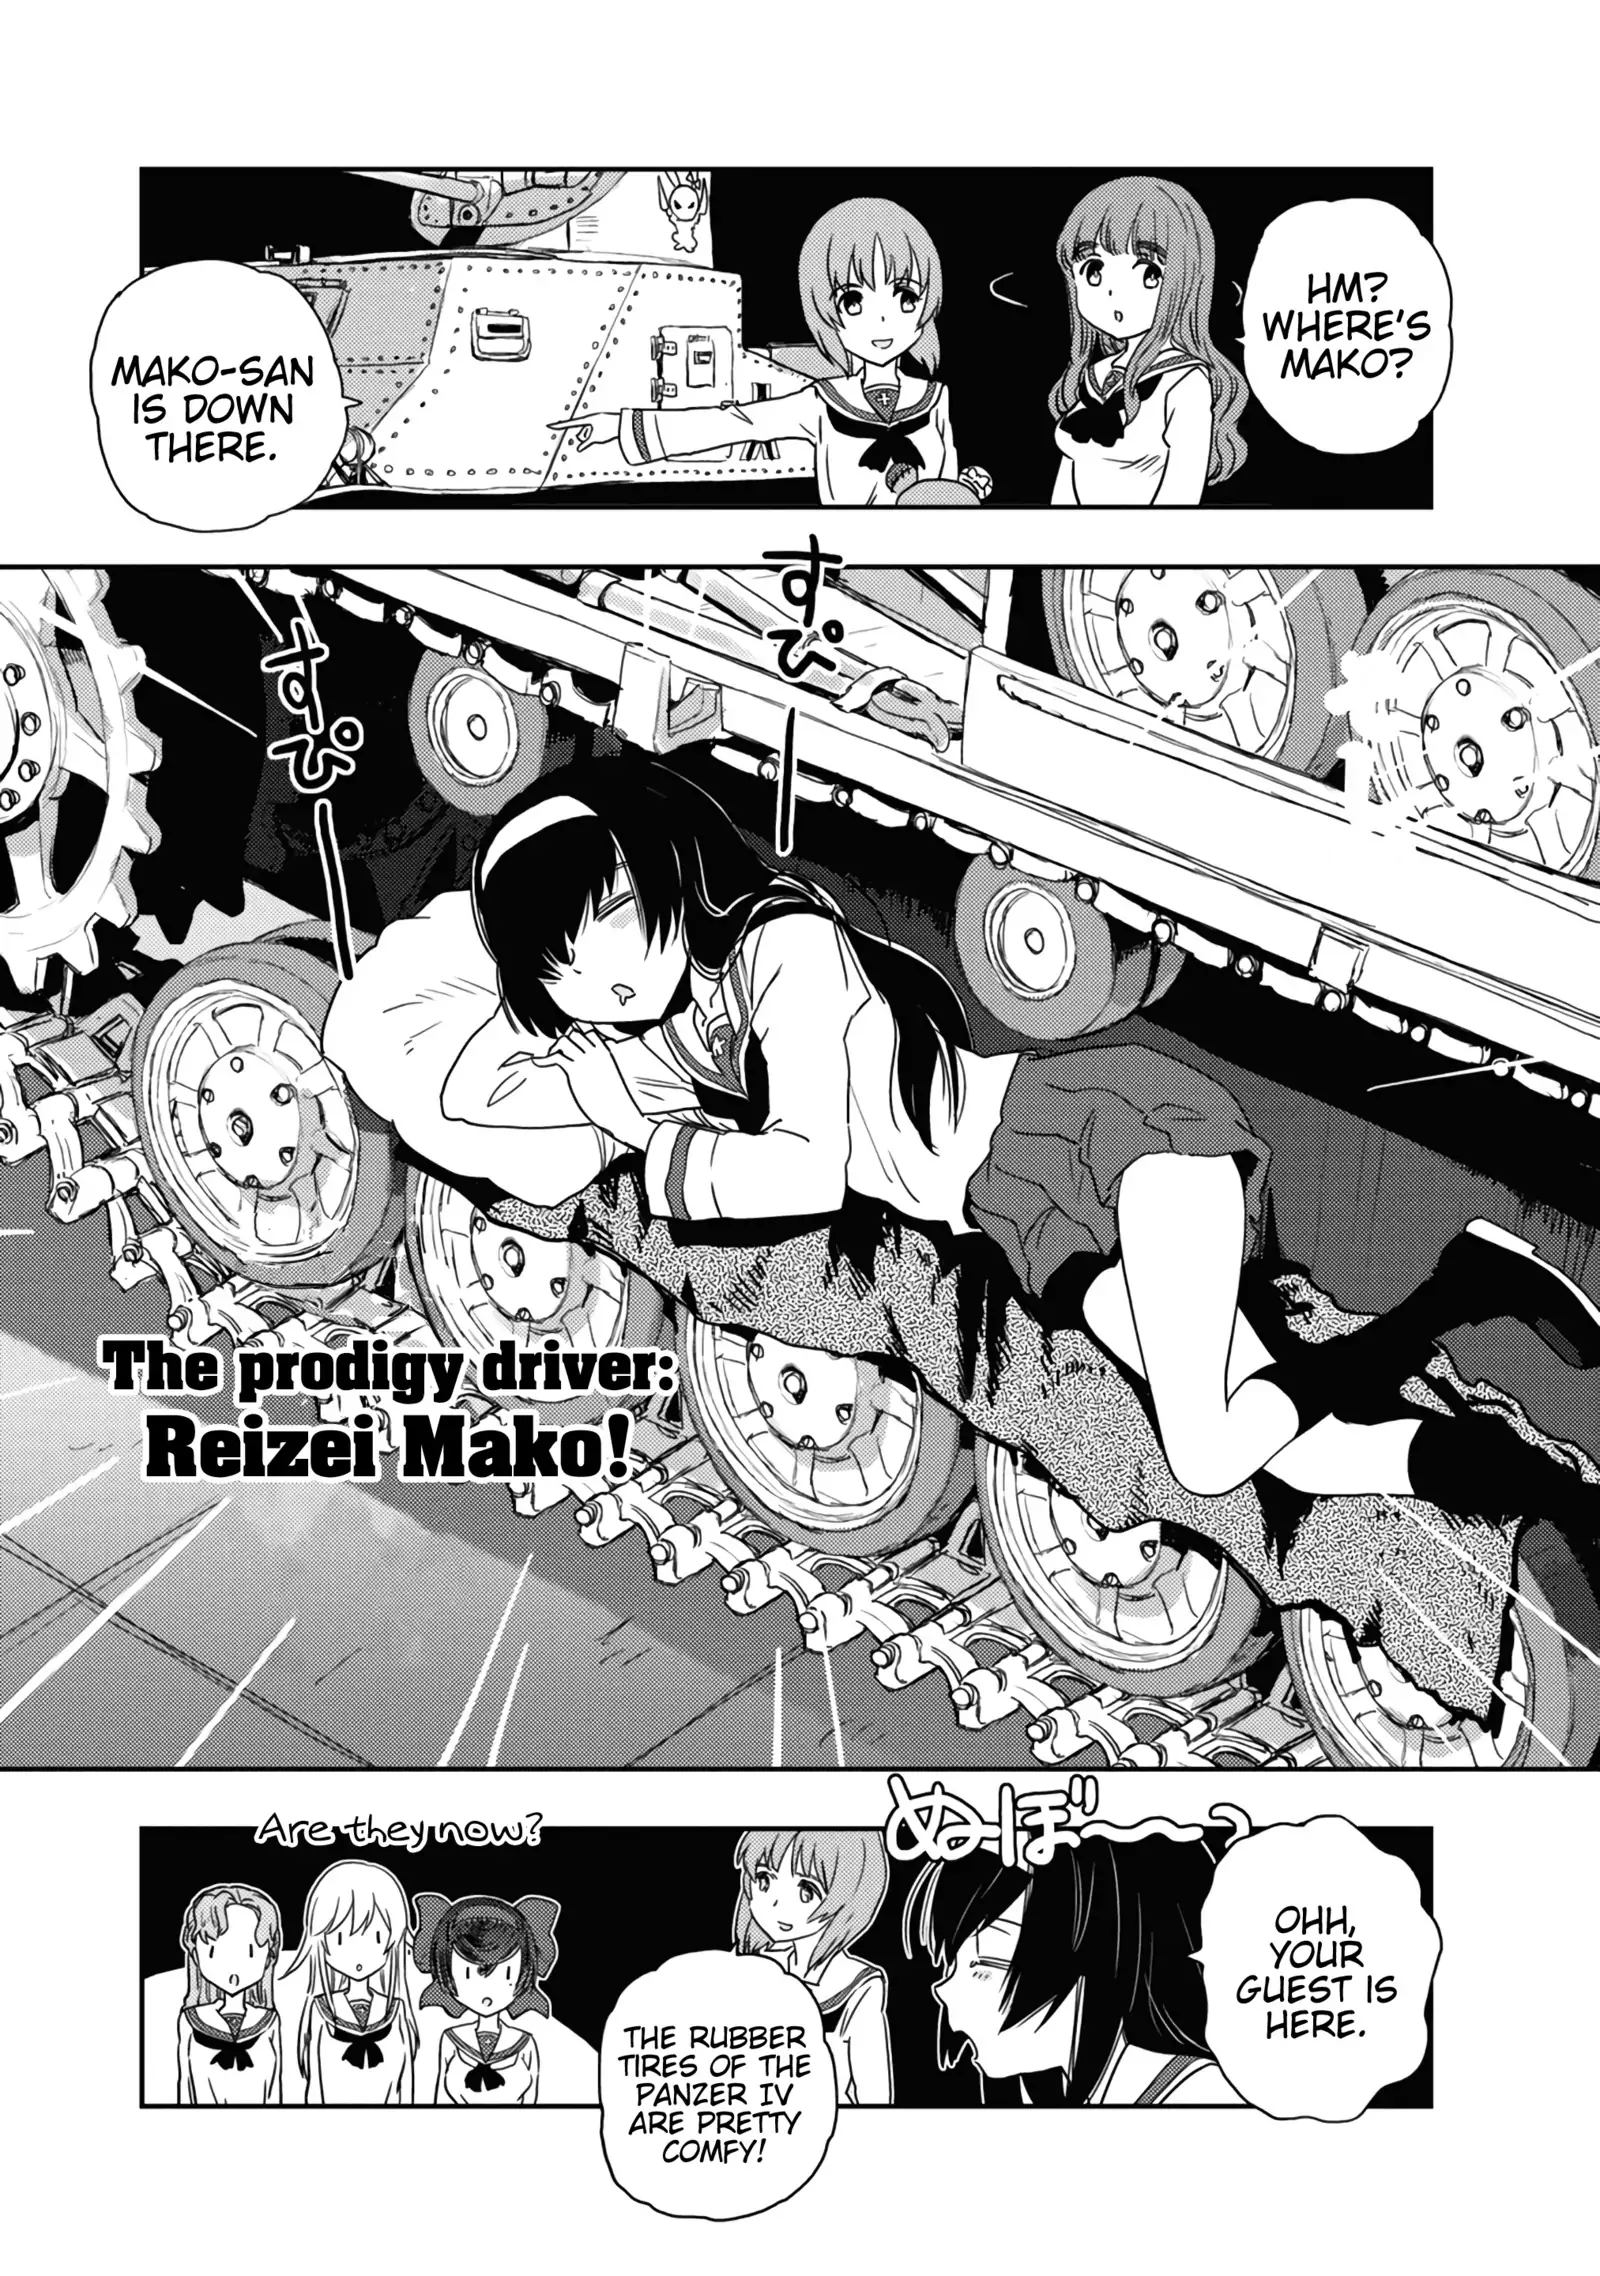 HM?
WHERE'S
MAKO?
MAKO-SAN
IS DOWN
THERE.
すぴー
すぴー
The prodigy driver:
Reizei Mako!
ぬぼ〜〜っ
OHH,
YOUR
GUEST IS
HERE.
THE RUBBER
TIRES OF THE
PANZER IV
ARE PRETTY
COMFY!
Are they now?